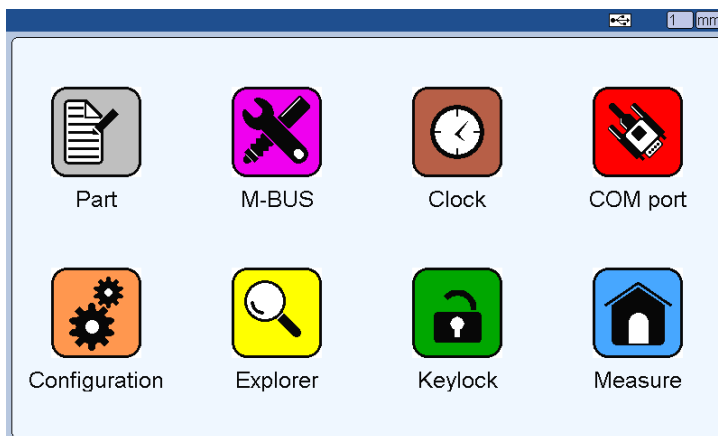 1 mm
Part M-BUS Clock COM port
Configuration Explorer Keylock Measure